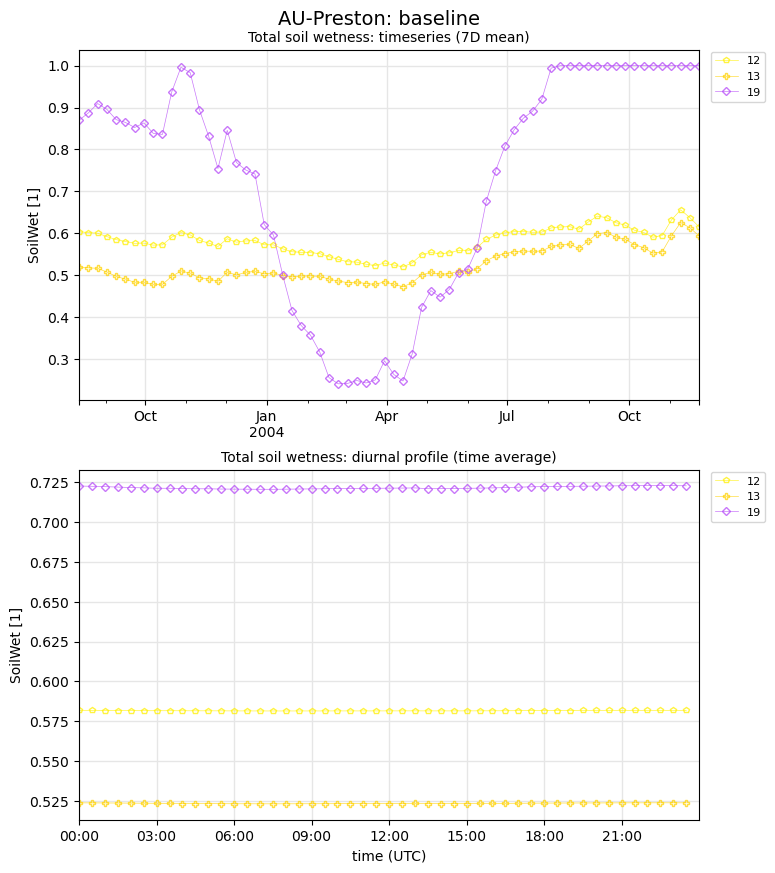 AU-Preston: baseline
Total soil wetness: timeseries (7D mean)
12
13
19
1.0
0.9
0.8
0.7
0.6
0.5
0.4
0.3
SoilWet [1]
Oct
Jan
2004
Apr
Jul
Oct
Total soil wetness: diurnal profile (time average)
12
13
19
0.725
0.700
0.675
0.650
0.625
0.600
0.575
0.550
0.525
SoilWet [1]
00:00
03:00
06:00
09:00
12:00
15:00
18:00
21:00
time (UTC)